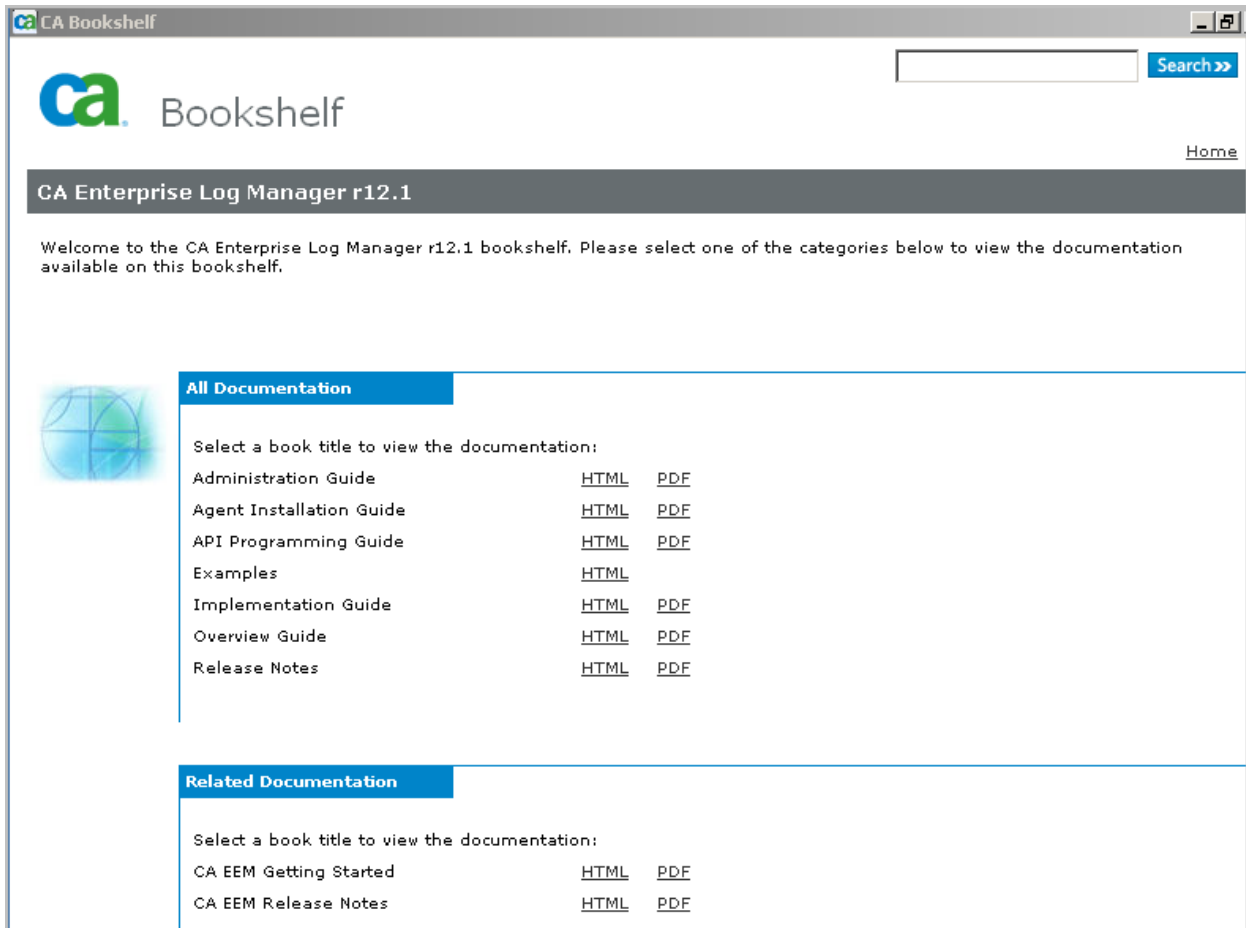 ca CA Bookshelf
Search >>
ca. Bookshelf
Home
CA Enterprise Log Manager r12.1
Welcome to the CA Enterprise Log Manager r12.1 bookshelf. Please select one of the categories below to view the documentation
available on this bookshelf.
All Documentation
Select a book title to view the documentation:
Administration Guide HTML PDF
Agent Installation Guide HTML PDF
API Programming Guide HTML PDF
Examples HTML
Implementation Guide HTML PDF
Overview Guide HTML PDF
Release Notes HTML PDF
Related Documentation
Select a book title to view the documentation:
CA EEM Getting Started HTML PDF
CA EEM Release Notes HTML PDF